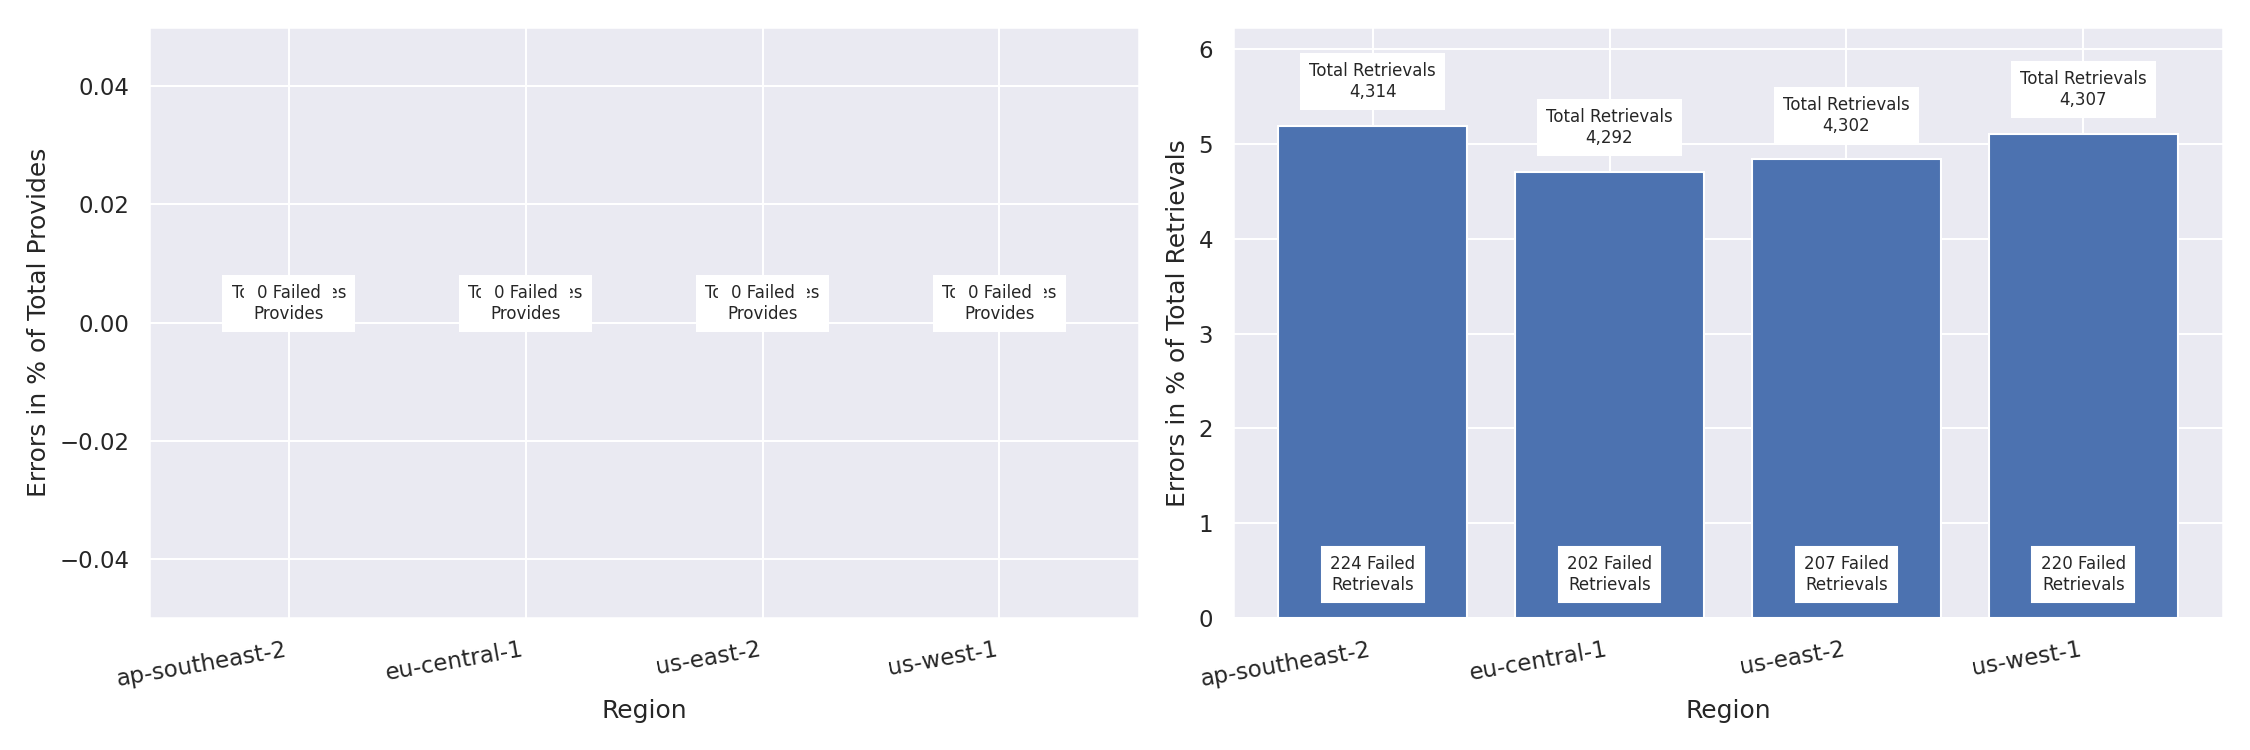 Errors in % of Total Provides
0.04
0.02
0.00
−0.02
−0.04
0 Failed
Provides
0 Failed
Provides
0 Failed
Provides
0 Failed
Provides
ap-southeast-2
eu-central-1
us-east-2
us-west-1
Region
Errors in % of Total Retrievals
6
5
4
3
2
1
0
Total Retrievals
4,314
Total Retrievals
4,292
Total Retrievals
4,302
Total Retrievals
4,307
224 Failed
Retrievals
202 Failed
Retrievals
207 Failed
Retrievals
220 Failed
Retrievals
ap-southeast-2
eu-central-1
us-east-2
us-west-1
Region